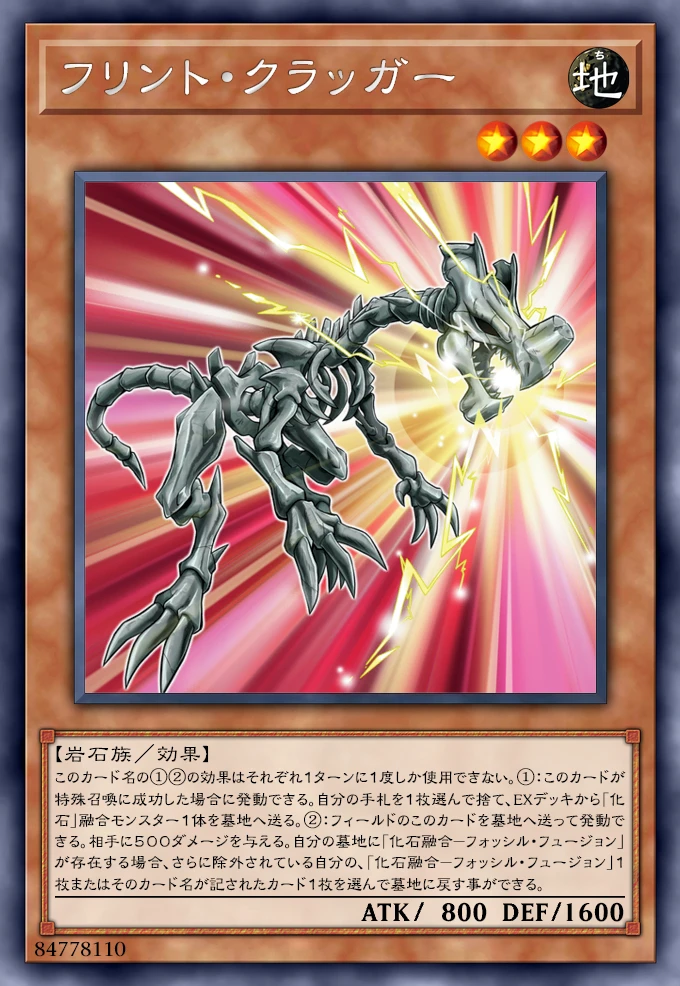 フリント・クラッガー
ち
地
【岩石族／効果】
このカード名の①②の効果はそれぞれ1ターンに1度しか使用できない。①：このカードが
特殊召喚に成功した場合に発動できる。自分の手札を1枚選んで捨て、EXデッキから「化
石」融合モンスター1体を墓地へ送る。②：フィールドのこのカードを墓地へ送って発動で
きる。相手に500ダメージを与える。自分の墓地に「化石融合－フォッシル・フュージョン」
が存在する場合、さらに除外されている自分の、「化石融合－フォッシル・フュージョン」1
枚またはそのカード名が記されたカード1枚を選んで墓地に戻す事ができる。
ATK/ 800 DEF/1600
84778110